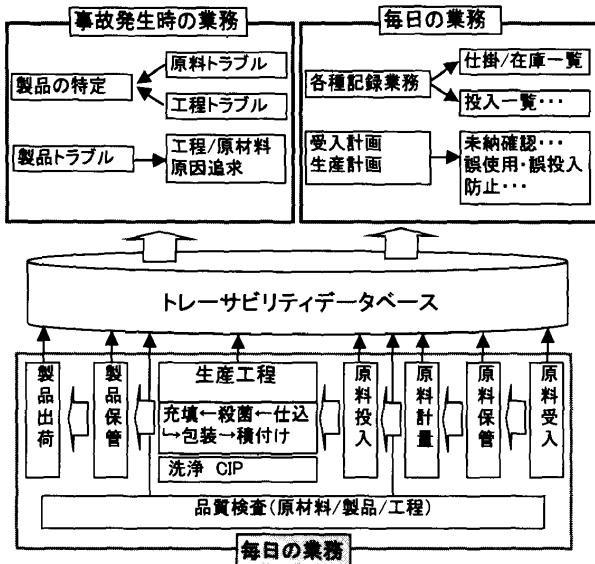 事故発生時の業務
製品の特定
原料トラブル
工程トラブル
製品トラブル
工程/原材料
原因追求
毎日の業務
各種記録業務
仕掛/在庫一覧
投入一覧･･･
受入計画
生産計画
未納確認･･･
誤使用･誤投入
防止･･･
トレーサビリティデータベース
製品出荷
製品保管
生産工程
充填←殺菌←仕込
↳包装→積付け
洗浄 CIP
原料投入
原料計量
原料保管
原料受入
品質検査(原材料/製品/工程)
毎日の業務